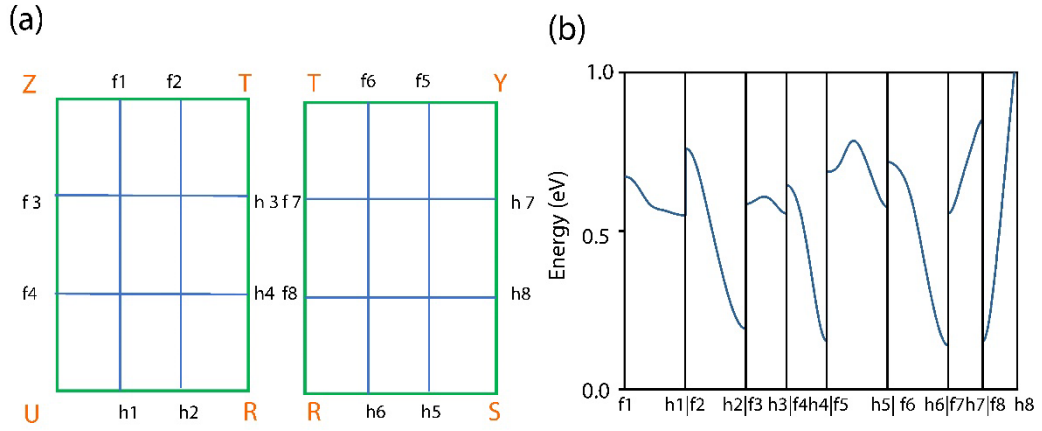 (a)
Z f1 f2 T T f6 f5 Y
f3 h 3 f 7 h 7
f4 h4 f8 h8
U h1 h2 R R h6 h5 S
(b)
Energy (eV)
1.0
0.5
0.0
f1 h1|f2 h2|f3 h3|f4h4|f5 h5| f6 h6|f7h7|f8 h8